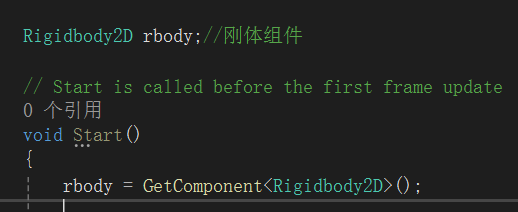 Rigidbody2D rbody;//刚体组件
// Start is called before the first frame update
0 个引用
void Start()
{
rbody = GetComponent<Rigidbody2D>();